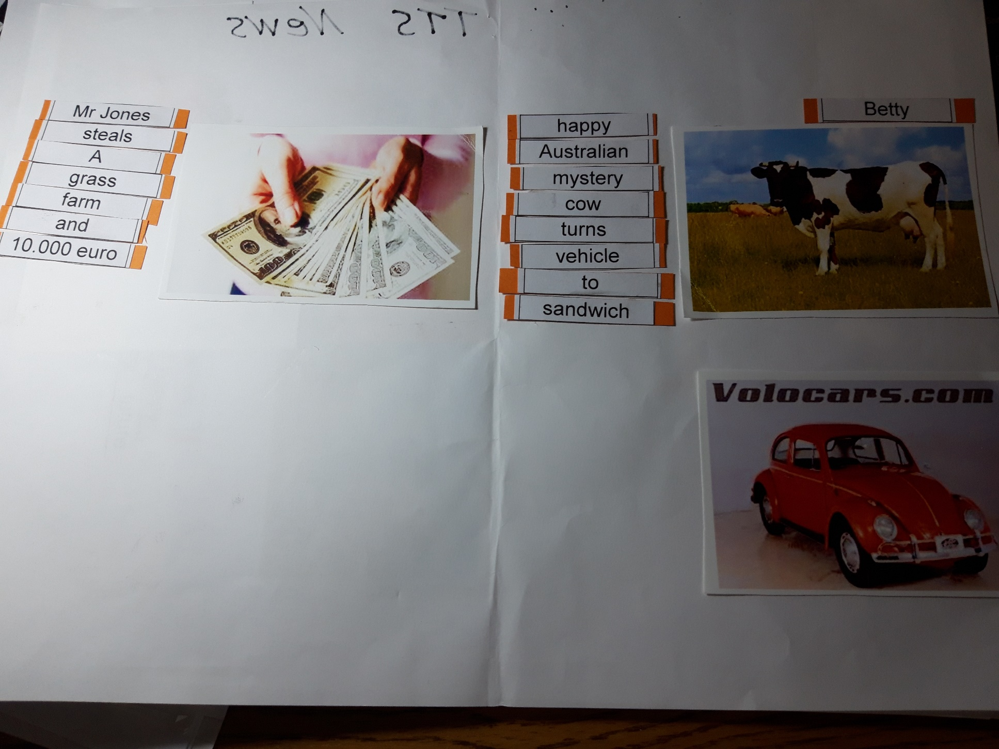 TTS News
Mr Jones
steals
A
grass
farm
and
10.000 euro
happy
Australian
mystery
cow
turns
vehicle
to
sandwich
Betty
Volocars.com